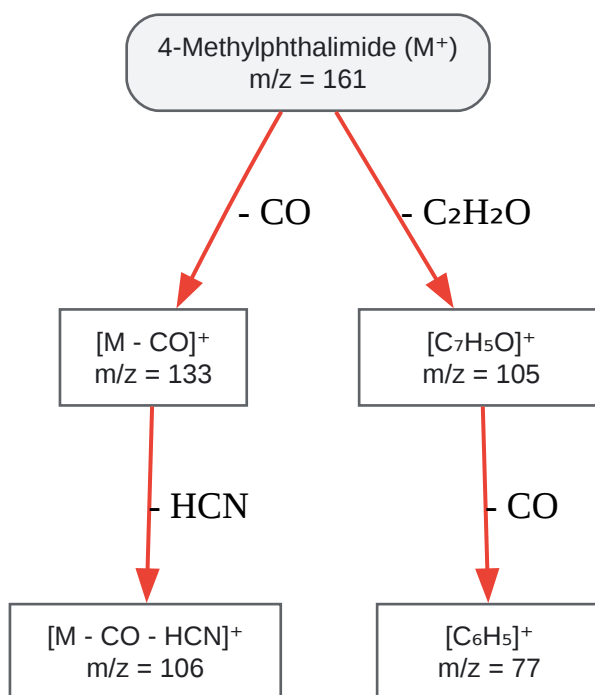 4-Methylphthalimide (M⁺)
m/z = 161
- CO
- C₂H₂O
[M - CO]⁺
m/z = 133
[C₇H₅O]⁺
m/z = 105
- HCN
- CO
[M - CO - HCN]⁺
m/z = 106
[C₆H₅]⁺
m/z = 77